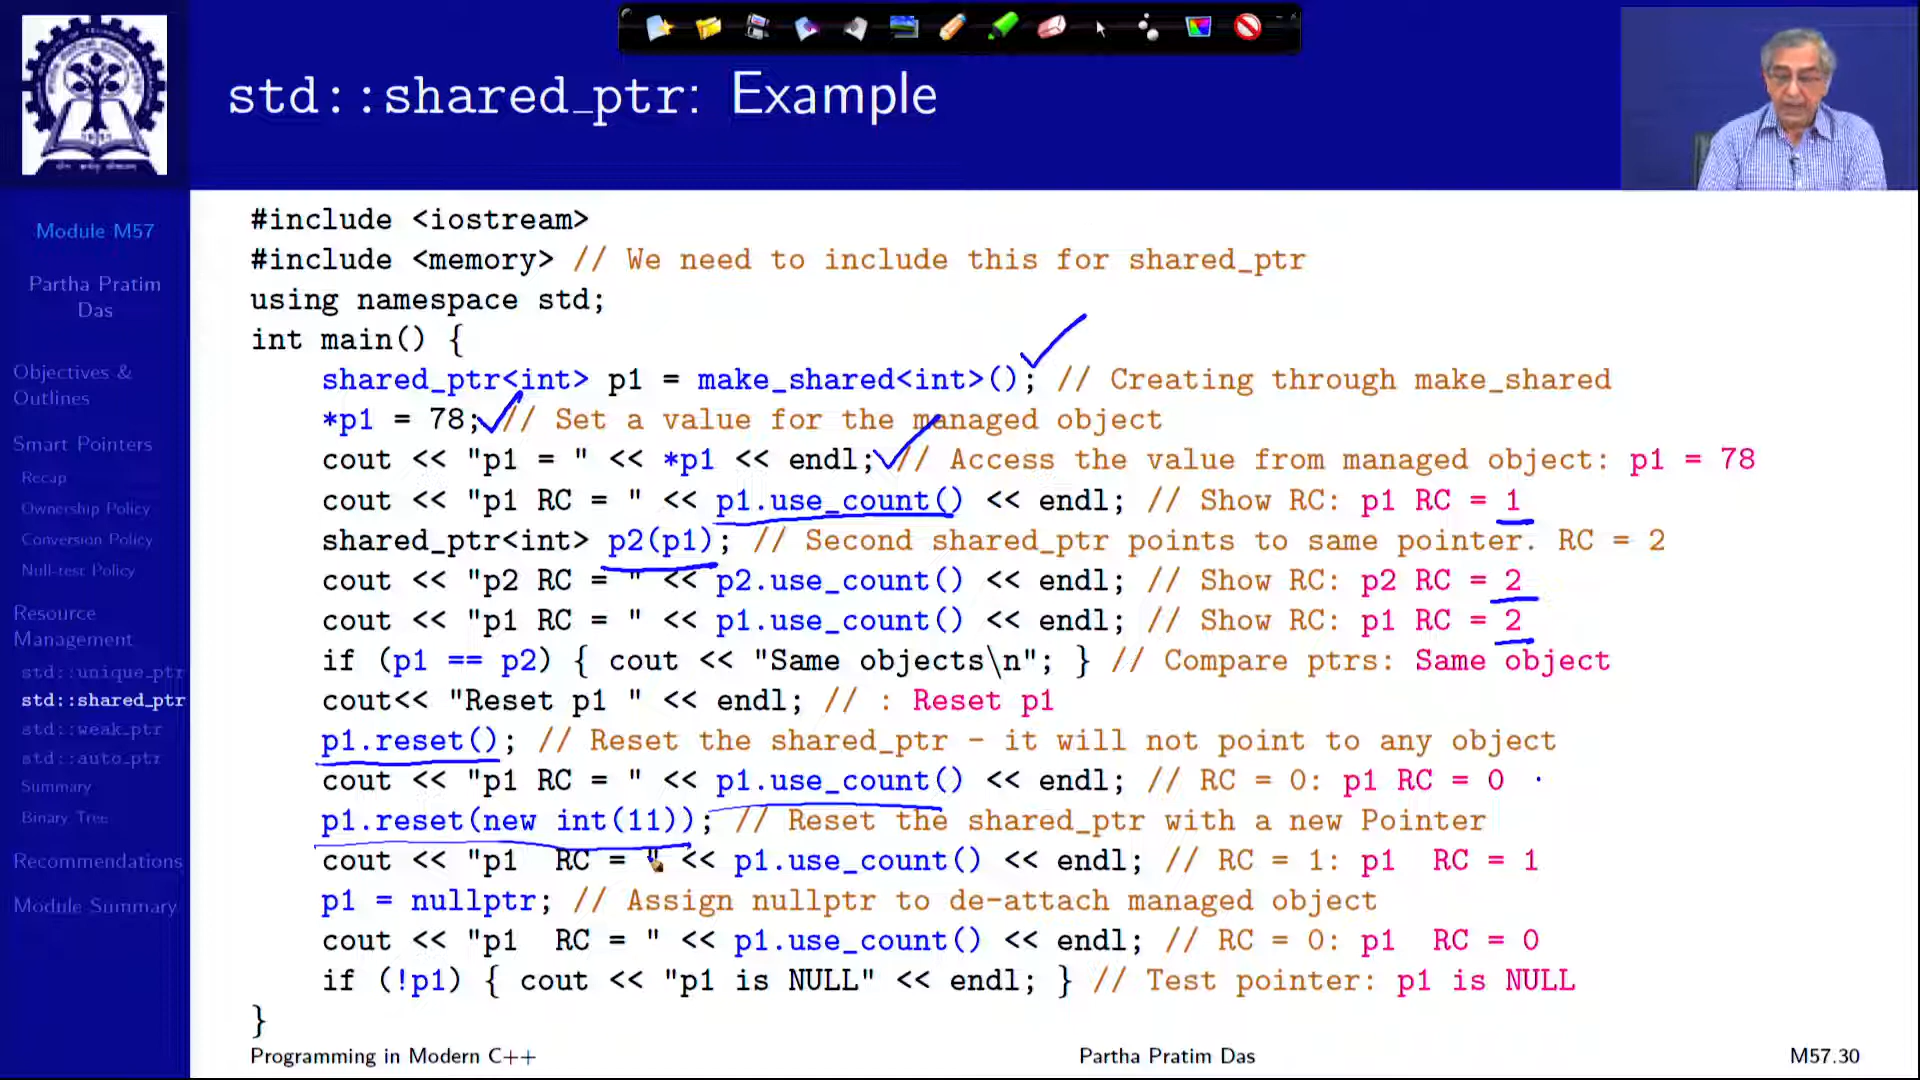 std::shared_ptr: Example
Module M57
Partha Pratim
Das
Objectives &
Outlines
Smart Pointers
Recap
Ownership Policy
Conversion Policy
Null-test Policy
Resource
Management
std::unique_ptr
std::shared_ptr
std::weak_ptr
std::auto_ptr
Summary
Binary Tree
Recommendations
Module Summary
#include <iostream>
#include <memory> // We need to include this for shared_ptr
using namespace std;
int main() {
shared_ptr<int> p1 = make_shared<int>(); // Creating through make_shared
*p1 = 78; // Set a value for the managed object
cout << "p1 = " << *p1 << endl; // Access the value from managed object: p1 = 78
cout << "p1 RC = " << p1.use_count() << endl; // Show RC: p1 RC = 1
shared_ptr<int> p2(p1); // Second shared_ptr points to same pointer. RC = 2
cout << "p2 RC = " << p2.use_count() << endl; // Show RC: p2 RC = 2
cout << "p1 RC = " << p1.use_count() << endl; // Show RC: p1 RC = 2
if (p1 == p2) { cout << "Same objects\n"; } // Compare ptrs: Same object
cout<< "Reset p1 " << endl; // : Reset p1
p1.reset(); // Reset the shared_ptr - it will not point to any object
cout << "p1 RC = " << p1.use_count() << endl; // RC = 0: p1 RC = 0
p1.reset(new int(11)); // Reset the shared_ptr with a new Pointer
cout << "p1  RC = " << p1.use_count() << endl; // RC = 1: p1  RC = 1
p1 = nullptr; // Assign nullptr to de-attach managed object
cout << "p1  RC = " << p1.use_count() << endl; // RC = 0: p1  RC = 0
if (!p1) { cout << "p1 is NULL" << endl; } // Test pointer: p1 is NULL
}
Programming in Modern C++
Partha Pratim Das
M57.30